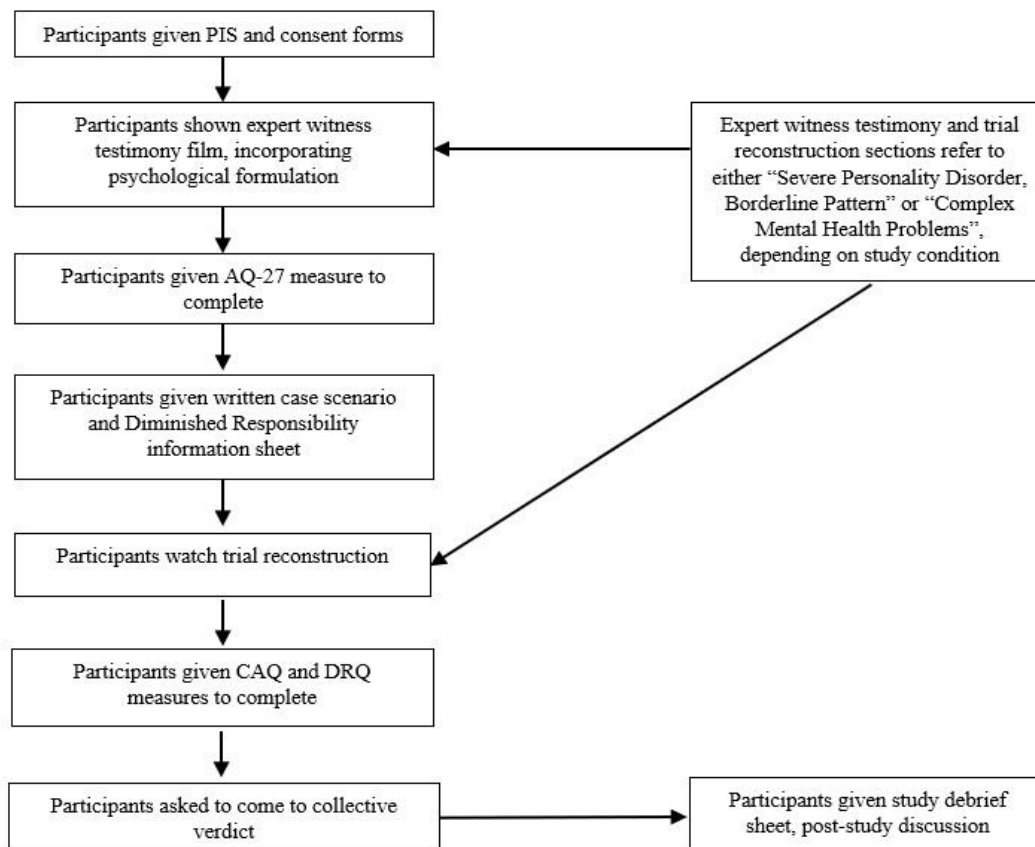 Participants given PIS and consent forms
Participants shown expert witness
testimony film, incorporating
psychological formulation
Expert witness testimony and trial
reconstruction sections refer to
either “Severe Personality Disorder,
Borderline Pattern” or “Complex
Mental Health Problems”,
depending on study condition
Participants given AQ-27 measure to
complete
Participants given written case scenario
and Diminished Responsibility
information sheet
Participants watch trial reconstruction
Participants given CAQ and DRQ
measures to complete
Participants asked to come to collective
verdict
Participants given study debrief
sheet, post-study discussion